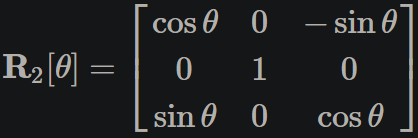 R₂[θ] = [ cos θ 0 − sin θ
0 1 0
sin θ 0 cos θ ]